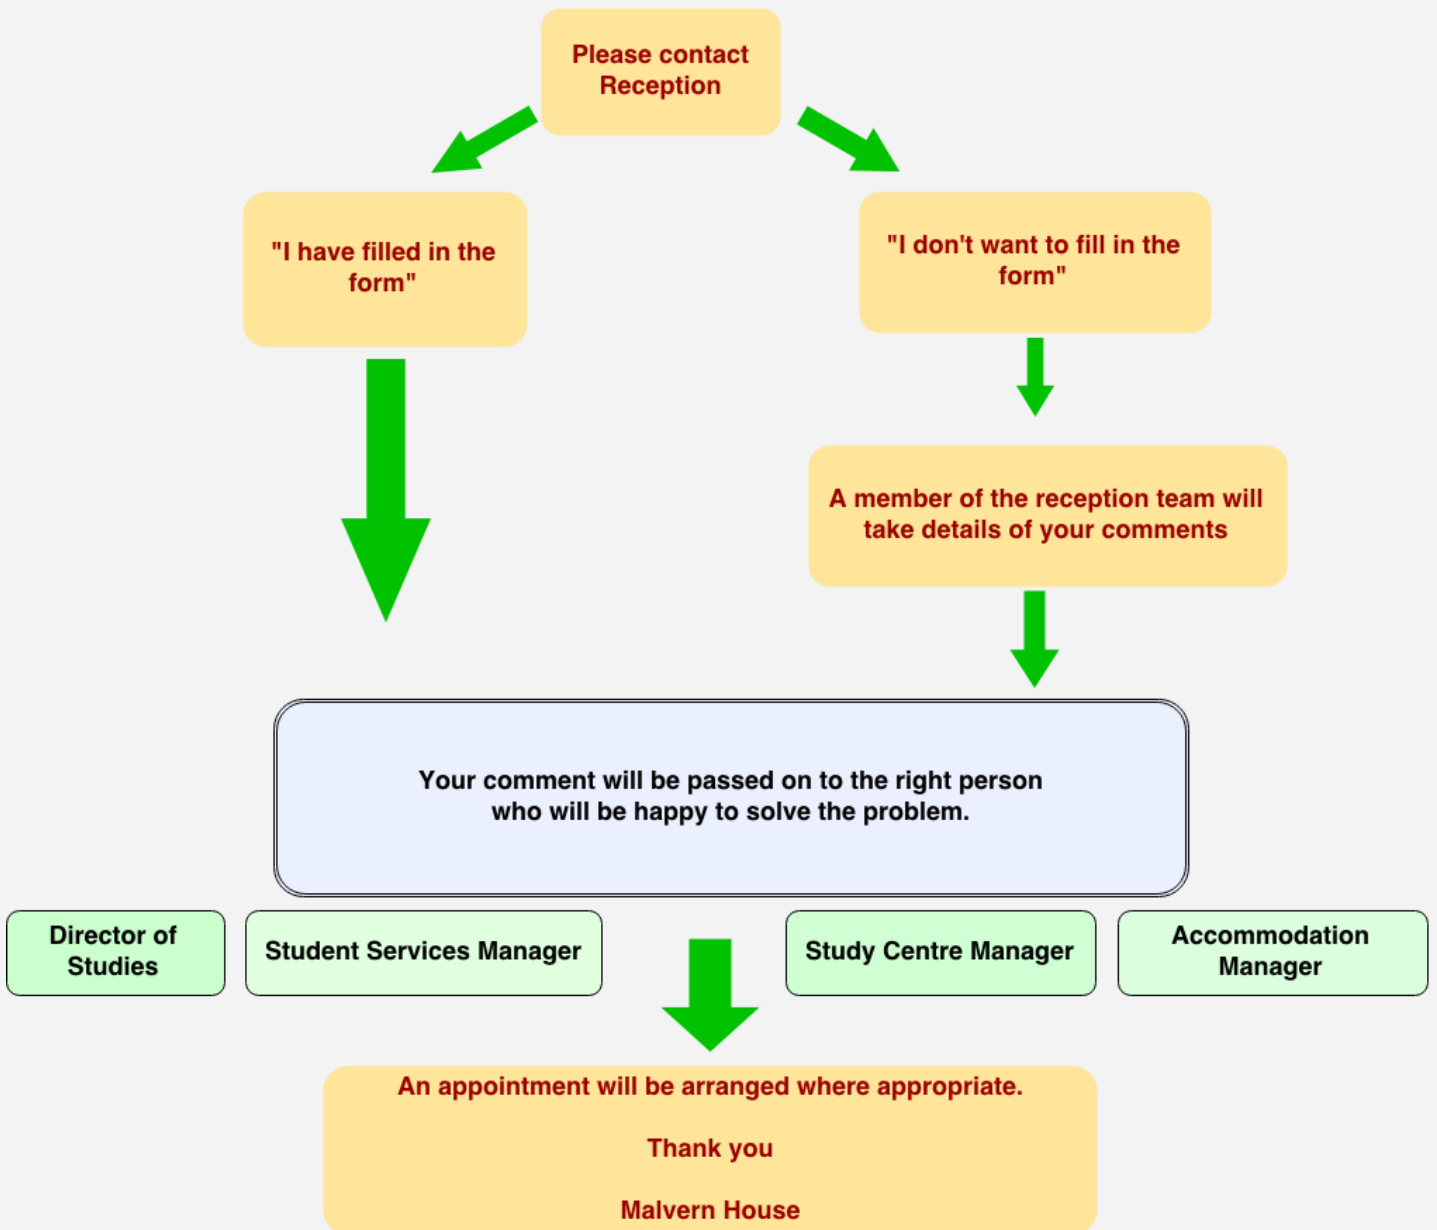 Please contact
Reception
"I have filled in the
form"
"I don't want to fill in the
form"
A member of the reception team will
take details of your comments
Your comment will be passed on to the right person
who will be happy to solve the problem.
Director of
Studies
Student Services Manager
Study Centre Manager
Accommodation
Manager
An appointment will be arranged where appropriate.
Thank you
Malvern House